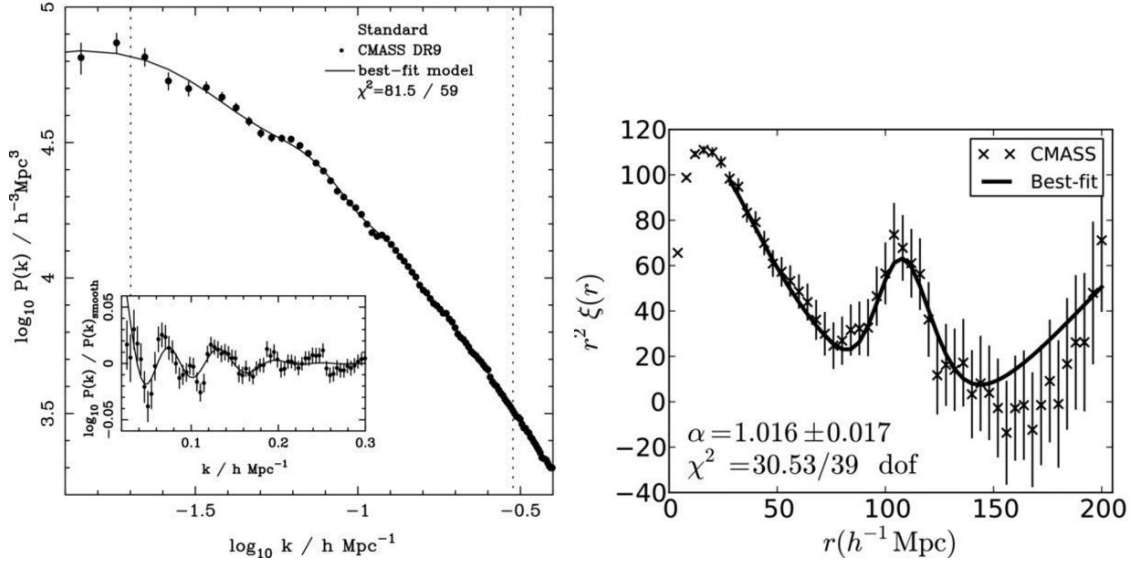 log₁₀ P(k) / h⁻³Mpc³
5
4.5
4
3.5
Standard
CMASS DR9
best-fit model
χ²=81.5 / 59
log₁₀ P(k) / P(k)smooth
0.05
0
−0.05
0.1
0.2
0.3
k / h Mpc⁻¹
−1.5
−1
−0.5
log₁₀ k / h Mpc⁻¹
r² ξ(r)
120
100
80
60
40
20
0
−20
−40
CMASS
Best-fit
α=1.016 ±0.017
χ² =30.53/39 dof
0
50
100
150
200
r(h⁻¹ Mpc)